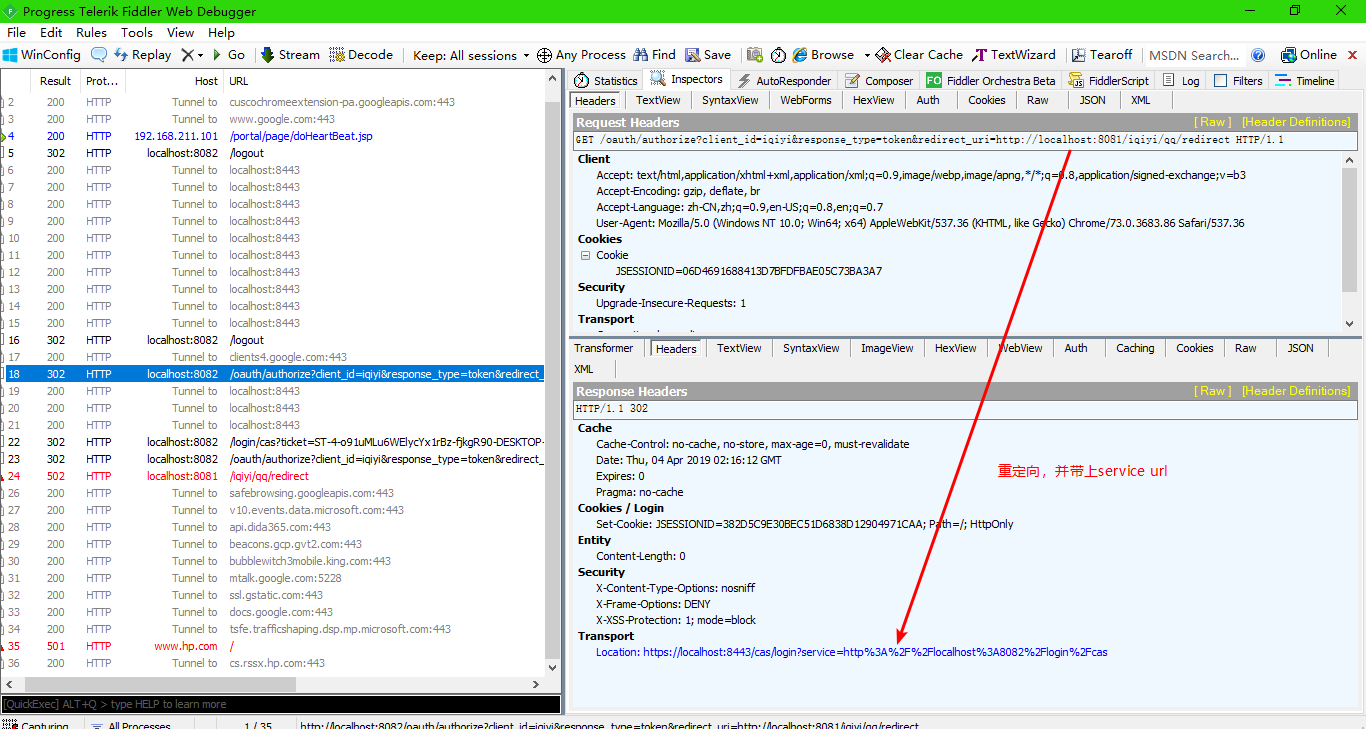 Progress Telerik Fiddler Web Debugger
File Edit Rules Tools View Help
WinConfig Replay Go Stream Decode Keep: All sessions Any Process Find Save Browse Clear Cache TextWizard Tearoff MSDN Search... Online
Result Prot... Host URL
2 200 HTTP Tunnel to cuscochromeextension-pa.googleapis.com:443
3 200 HTTP Tunnel to www.google.com:443
4 200 HTTP 192.168.211.101 /portal/page/doHeartBeat.jsp
5 302 HTTP localhost:8082 /logout
6 200 HTTP Tunnel to localhost:8443
7 200 HTTP Tunnel to localhost:8443
8 200 HTTP Tunnel to localhost:8443
9 200 HTTP Tunnel to localhost:8443
10 200 HTTP Tunnel to localhost:8443
11 200 HTTP Tunnel to localhost:8443
12 200 HTTP Tunnel to localhost:8443
13 200 HTTP Tunnel to localhost:8443
14 200 HTTP Tunnel to localhost:8443
15 200 HTTP Tunnel to localhost:8443
16 302 HTTP localhost:8082 /logout
17 200 HTTP Tunnel to clients4.google.com:443
18 302 HTTP localhost:8082 /oauth/authorize?client_id=iqiyi&response_type=token&redirect_
19 200 HTTP Tunnel to localhost:8443
20 200 HTTP Tunnel to localhost:8443
21 200 HTTP Tunnel to localhost:8443
22 302 HTTP localhost:8082 /login/cas?ticket=ST-4-o91uMLu6WElycYx1rBz-fjkgR90-DESKTOP-
23 302 HTTP localhost:8082 /oauth/authorize?client_id=iqiyi&response_type=token&redirect_
24 502 HTTP localhost:8081 /iqiyi/qq/redirect
26 200 HTTP Tunnel to safebrowsing.googleapis.com:443
27 200 HTTP Tunnel to v10.events.data.microsoft.com:443
28 200 HTTP Tunnel to api.dida365.com:443
29 200 HTTP Tunnel to beacons.gcp.gvt2.com:443
30 200 HTTP Tunnel to bubblewitch3mobile.king.com:443
31 200 HTTP Tunnel to mtalk.google.com:5228
32 200 HTTP Tunnel to ssl.gstatic.com:443
33 200 HTTP Tunnel to docs.google.com:443
34 200 HTTP Tunnel to tsfe.trafficshaping.dsp.mp.microsoft.com:443
35 501 HTTP www.hp.com /
36 200 HTTP Tunnel to cs.rssx.hp.com:443
[QuickExec] ALT+Q > type HELP to learn more
Capturing All Processes 1 / 35 http://localhost:8082/oauth/authorize?client_id=iqiyi&response_type=token&redirect_uri=http://localhost:8081/iqiyi/qq/redirect
Statistics Inspectors AutoResponder Composer FO Fiddler Orchestra Beta FiddlerScript Log Filters Timeline
Headers TextView SyntaxView WebForms HexView Auth Cookies Raw JSON XML
Request Headers [ Raw ] [Header Definitions]
GET /oauth/authorize?client_id=iqiyi&response_type=token&redirect_uri=http://localhost:8081/iqiyi/qq/redirect HTTP/1.1
Client
Accept: text/html,application/xhtml+xml,application/xml;q=0.9,image/webp,image/apng,*/*;q=0.8,application/signed-exchange;v=b3
Accept-Encoding: gzip, deflate, br
Accept-Language: zh-CN,zh;q=0.9,en-US;q=0.8,en;q=0.7
User-Agent: Mozilla/5.0 (Windows NT 10.0; Win64; x64) AppleWebKit/537.36 (KHTML, like Gecko) Chrome/73.0.3683.86 Safari/537.36
Cookies
Cookie
JSESSIONID=06D4691688413D7BFDFBAE05C73BA3A7
Security
Upgrade-Insecure-Requests: 1
Transport
Transformer Headers TextView SyntaxView ImageView HexView WebView Auth Caching Cookies Raw JSON
XML
Response Headers [ Raw ] [Header Definitions]
HTTP/1.1 302
Cache
Cache-Control: no-cache, no-store, max-age=0, must-revalidate
Date: Thu, 04 Apr 2019 02:16:12 GMT
Expires: 0
Pragma: no-cache
Cookies / Login
Set-Cookie: JSESSIONID=382D5C9E30BEC51D6838D12904971CAA; Path=/; HttpOnly
Entity
Content-Length: 0
Security
X-Content-Type-Options: nosniff
X-Frame-Options: DENY
X-XSS-Protection: 1; mode=block
Transport
Location: https://localhost:8443/cas/login?service=http%3A%2F%2Flocalhost%3A8082%2Flogin%2Fcas
重定向，并带上service url